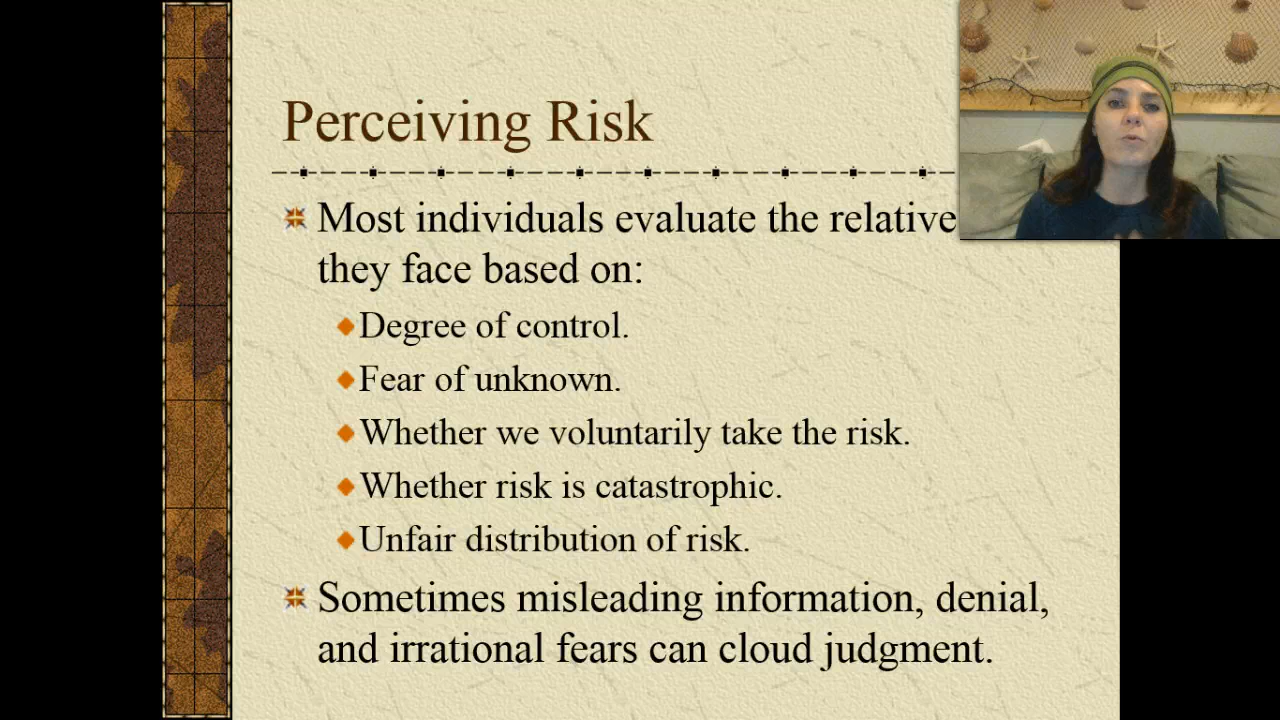 Perceiving Risk
Most individuals evaluate the relative
they face based on:
Degree of control.
Fear of unknown.
Whether we voluntarily take the risk.
Whether risk is catastrophic.
Unfair distribution of risk.
Sometimes misleading information, denial,
and irrational fears can cloud judgment.